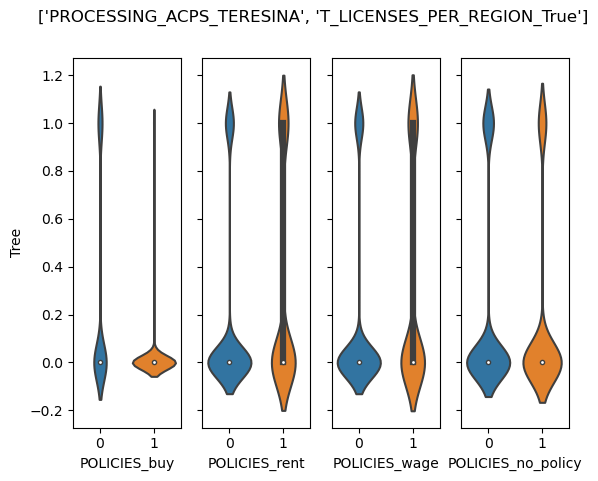 ['PROCESSING_ACPS_TERESINA', 'T_LICENSES_PER_REGION_True']
Tree
1.2
1.0
0.8
0.6
0.4
0.2
0.0
−0.2
0 1 0 1 0 1 0 1
POLICIES_buy POLICIES_rent POLICIES_wage POLICIES_no_policy